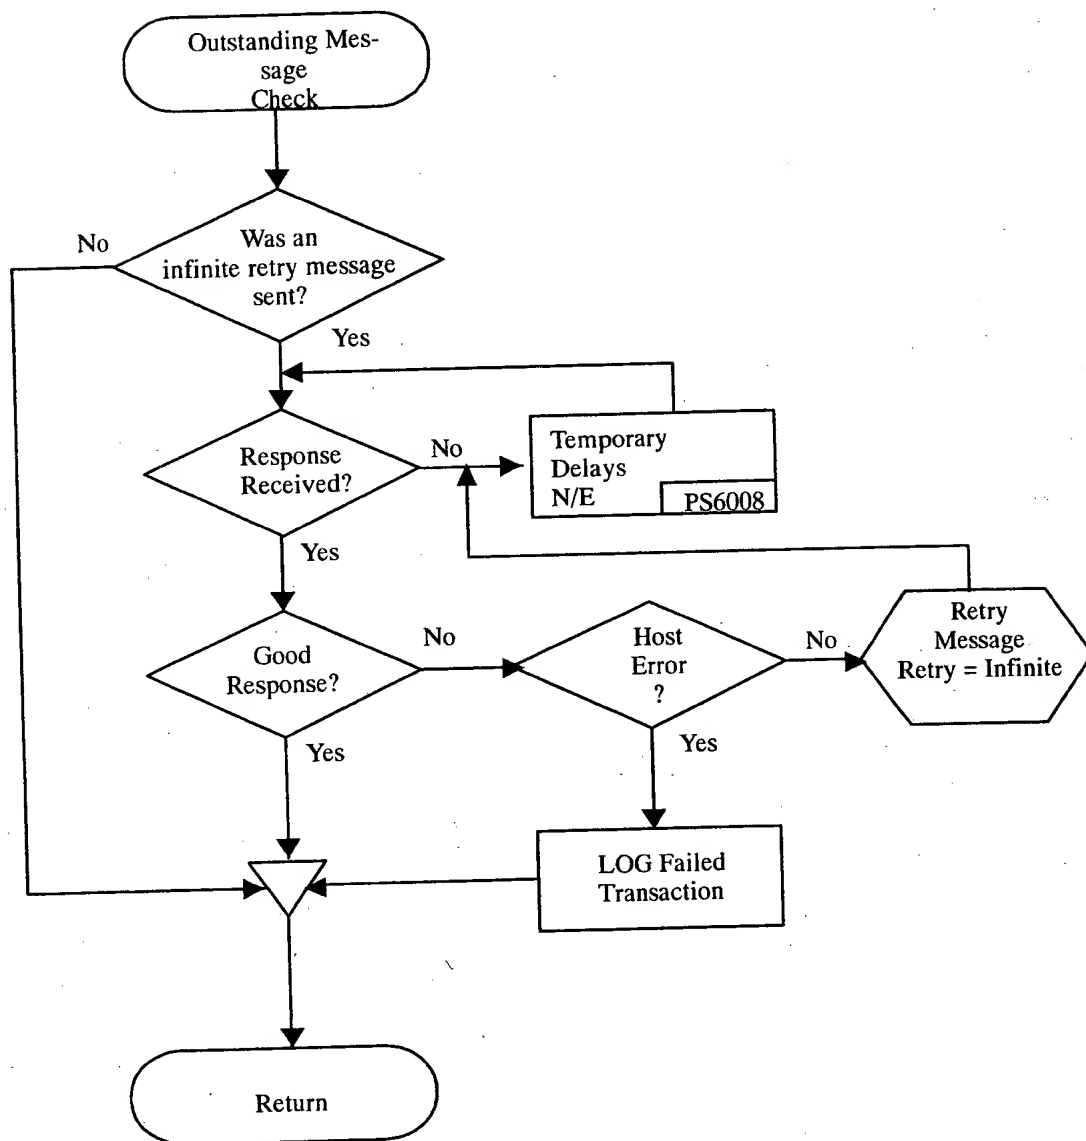 Outstanding Mes-
sage
Check
No
Was an
infinite retry message
sent?
Yes
Response
Received?
No
Temporary
Delays
N/E
PS6008
Yes
Good
Response?
No
Host
Error
?
No
Retry
Message
Retry = Infinite
Yes
Yes
LOG Failed
Transaction
Return